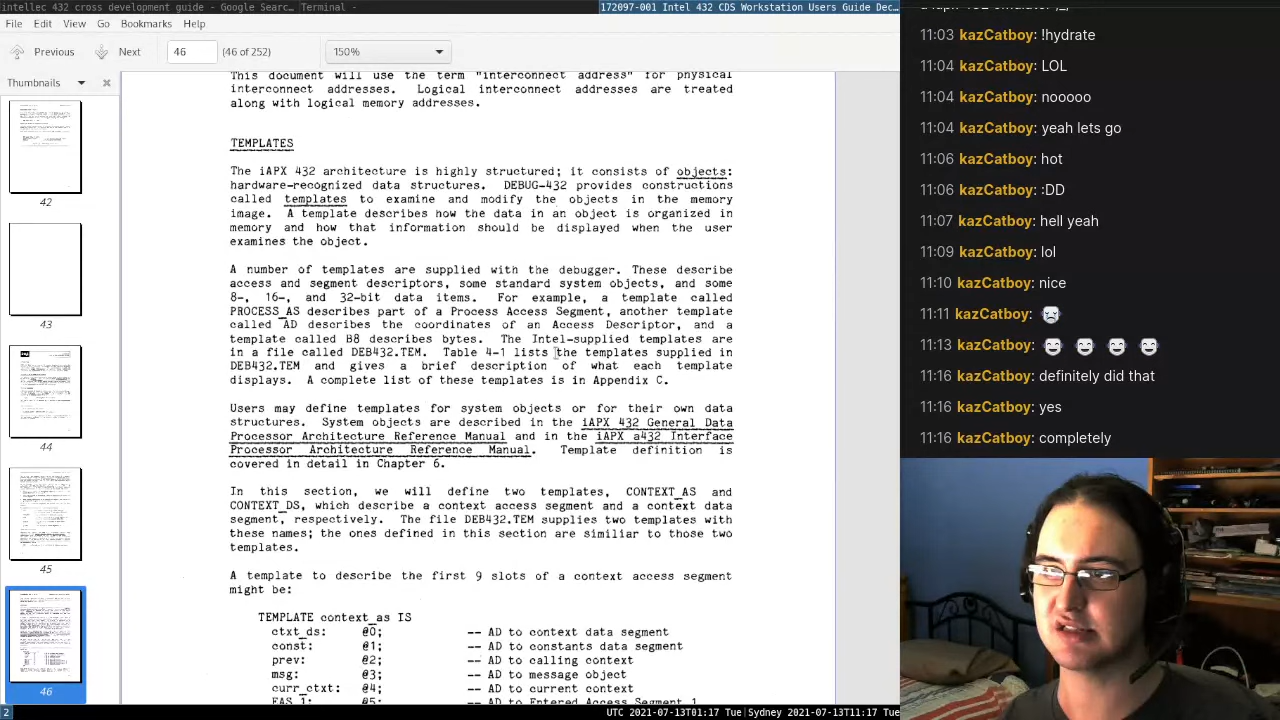 intellec 432 cross development guide - Google Searc… Terminal -
172097-001 Intel 432 CDS Workstation Users Guide Dec…
File Edit View Go Bookmarks Help
Previous Next 46 (46 of 252) 150%
Thumbnails
42
43
44
45
46
This document will use the term "interconnect address" for physical
interconnect addresses. Logical interconnect addresses are treated
along with logical memory addresses.
TEMPLATES
The iAPX 432 architecture is highly structured; it consists of objects:
hardware-recognized data structures. DEBUG-432 provides constructions
called templates to examine and modify the objects in the memory
image. A template describes how the data in an object is organized in
memory and how that information should be displayed when the user
examines the object.
A number of templates are supplied with the debugger. These describe
access and segment descriptors, some standard system objects, and some
8-, 16-, and 32-bit data items. For example, a template called
PROCESS_AS describes part of a Process Access Segment, another template
called AD describes the coordinates of an Access Descriptor, and a
template called B8 describes bytes. The Intel-supplied templates are
in a file called DEB432.TEM. Table 4-1 lists the templates supplied in
DEB432.TEM and gives a brief description of what each template
displays. A complete list of these templates is in Appendix C.
Users may define templates for system objects or for their own data
structures. System objects are described in the iAPX 432 General Data
Processor Architecture Reference Manual and in the iAPX a432 Interface
Processor Architecture Reference Manual. Template definition is
covered in detail in Chapter 6.
In this section, we will define two templates, CONTEXT_AS and
CONTEXT_DS, which describe a context access segment and a context data
segment, respectively. The file DEB432.TEM supplies two templates with
these names; the ones defined in this section are similiar to those two
templates.
A template to describe the first 9 slots of a context access segment
might be:
TEMPLATE context_as IS
ctxt_ds: @0; -- AD to context data segment
const: @1; -- AD to constants data segment
prev: @2; -- AD to calling context
msg: @3; -- AD to message object
curr_ctxt: @4; -- AD to current context
EAS_1: @5; -- AD to Entered Access Segment 1
11:03 kazCatboy: !hydrate
11:04 kazCatboy: LOL
11:04 kazCatboy: nooooo
11:04 kazCatboy: yeah lets go
11:06 kazCatboy: hot
11:06 kazCatboy: :DD
11:07 kazCatboy: hell yeah
11:09 kazCatboy: lol
11:10 kazCatboy: nice
11:11 kazCatboy:
11:13 kazCatboy:
11:16 kazCatboy: definitely did that
11:16 kazCatboy: yes
11:16 kazCatboy: completely
2
UTC 2021-07-13T01:17 Tue|Sydney 2021-07-13T11:17 Tue